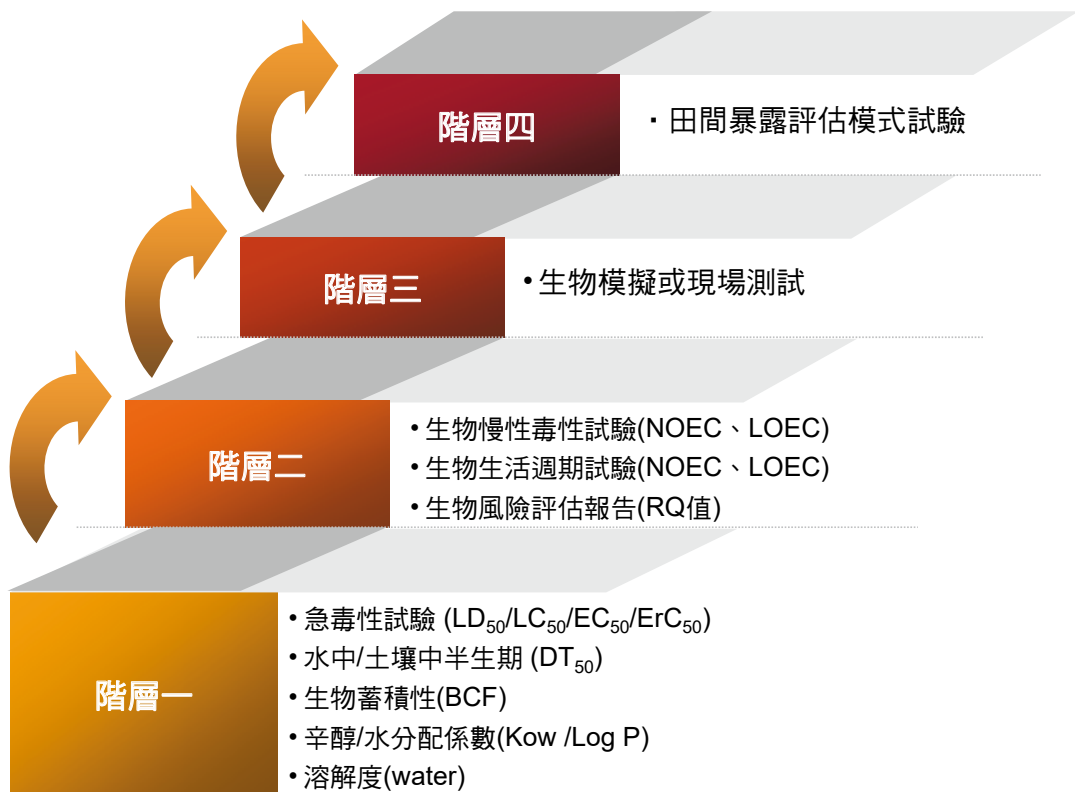 階層四
・田間暴露評估模式試驗
階層三
•生物模擬或現場測試
階層二
•生物慢性毒性試驗(NOEC、LOEC)
•生物生活週期試驗(NOEC、LOEC)
•生物風險評估報告(RQ值)
階層一
•急毒性試驗 (LD50/LC50/EC50/ErC50)
•水中/土壤中半生期 (DT50)
•生物蓄積性(BCF)
•辛醇/水分配係數(Kow /Log P)
•溶解度(water)